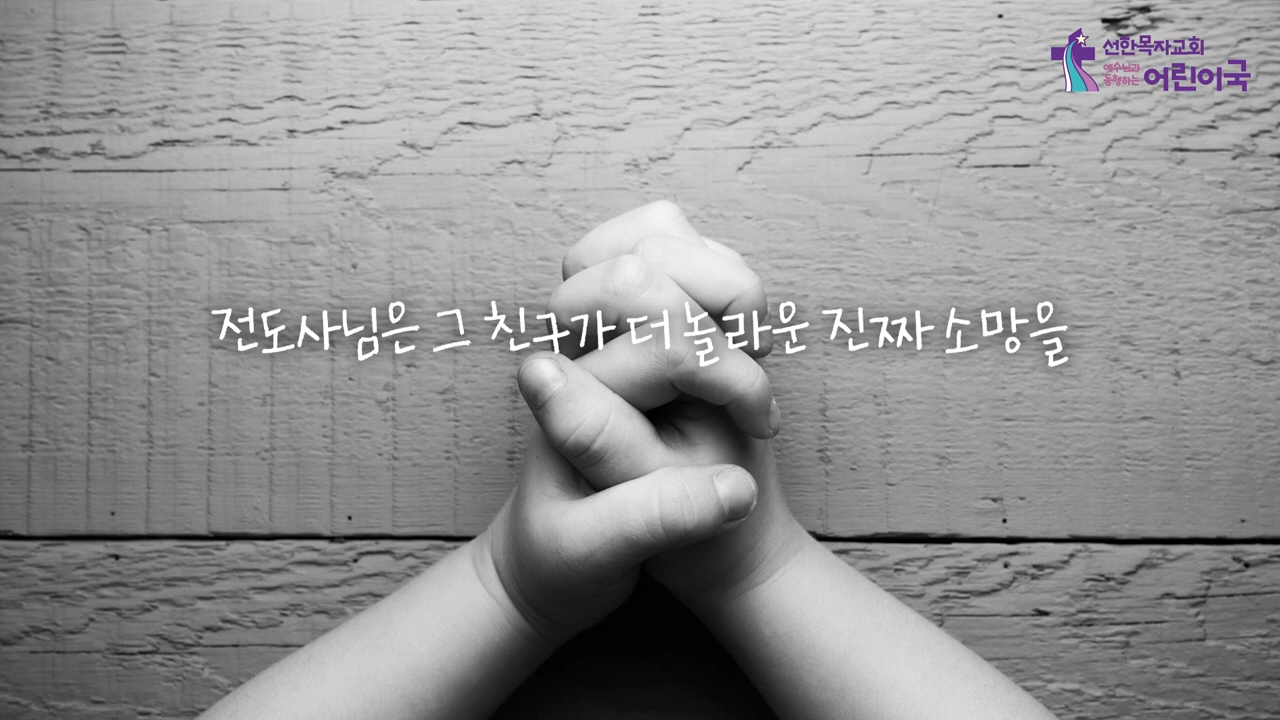 선한목자교회
예수님과
동행하는
어린이국
전도사님은 그 친구가 더 놀라운 진짜 소망을